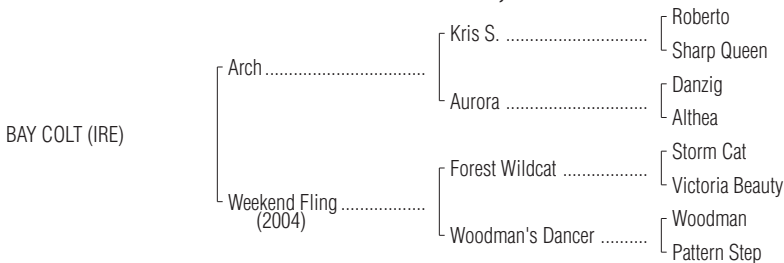 Roberto
Kris S. ......................................
Sharp Queen
Arch ..................................
Danzig
Aurora ......................................
Althea
BAY COLT (IRE)
Storm Cat
Forest Wildcat ......................
Victoria Beauty
Weekend Fling ..................
(2004)
Woodman
Woodman's Dancer ............
Pattern Step